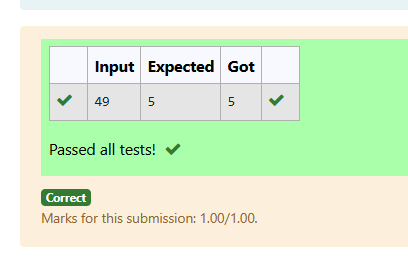 Input Expected Got
49 5 5
Passed all tests!
Correct
Marks for this submission: 1.00/1.00.